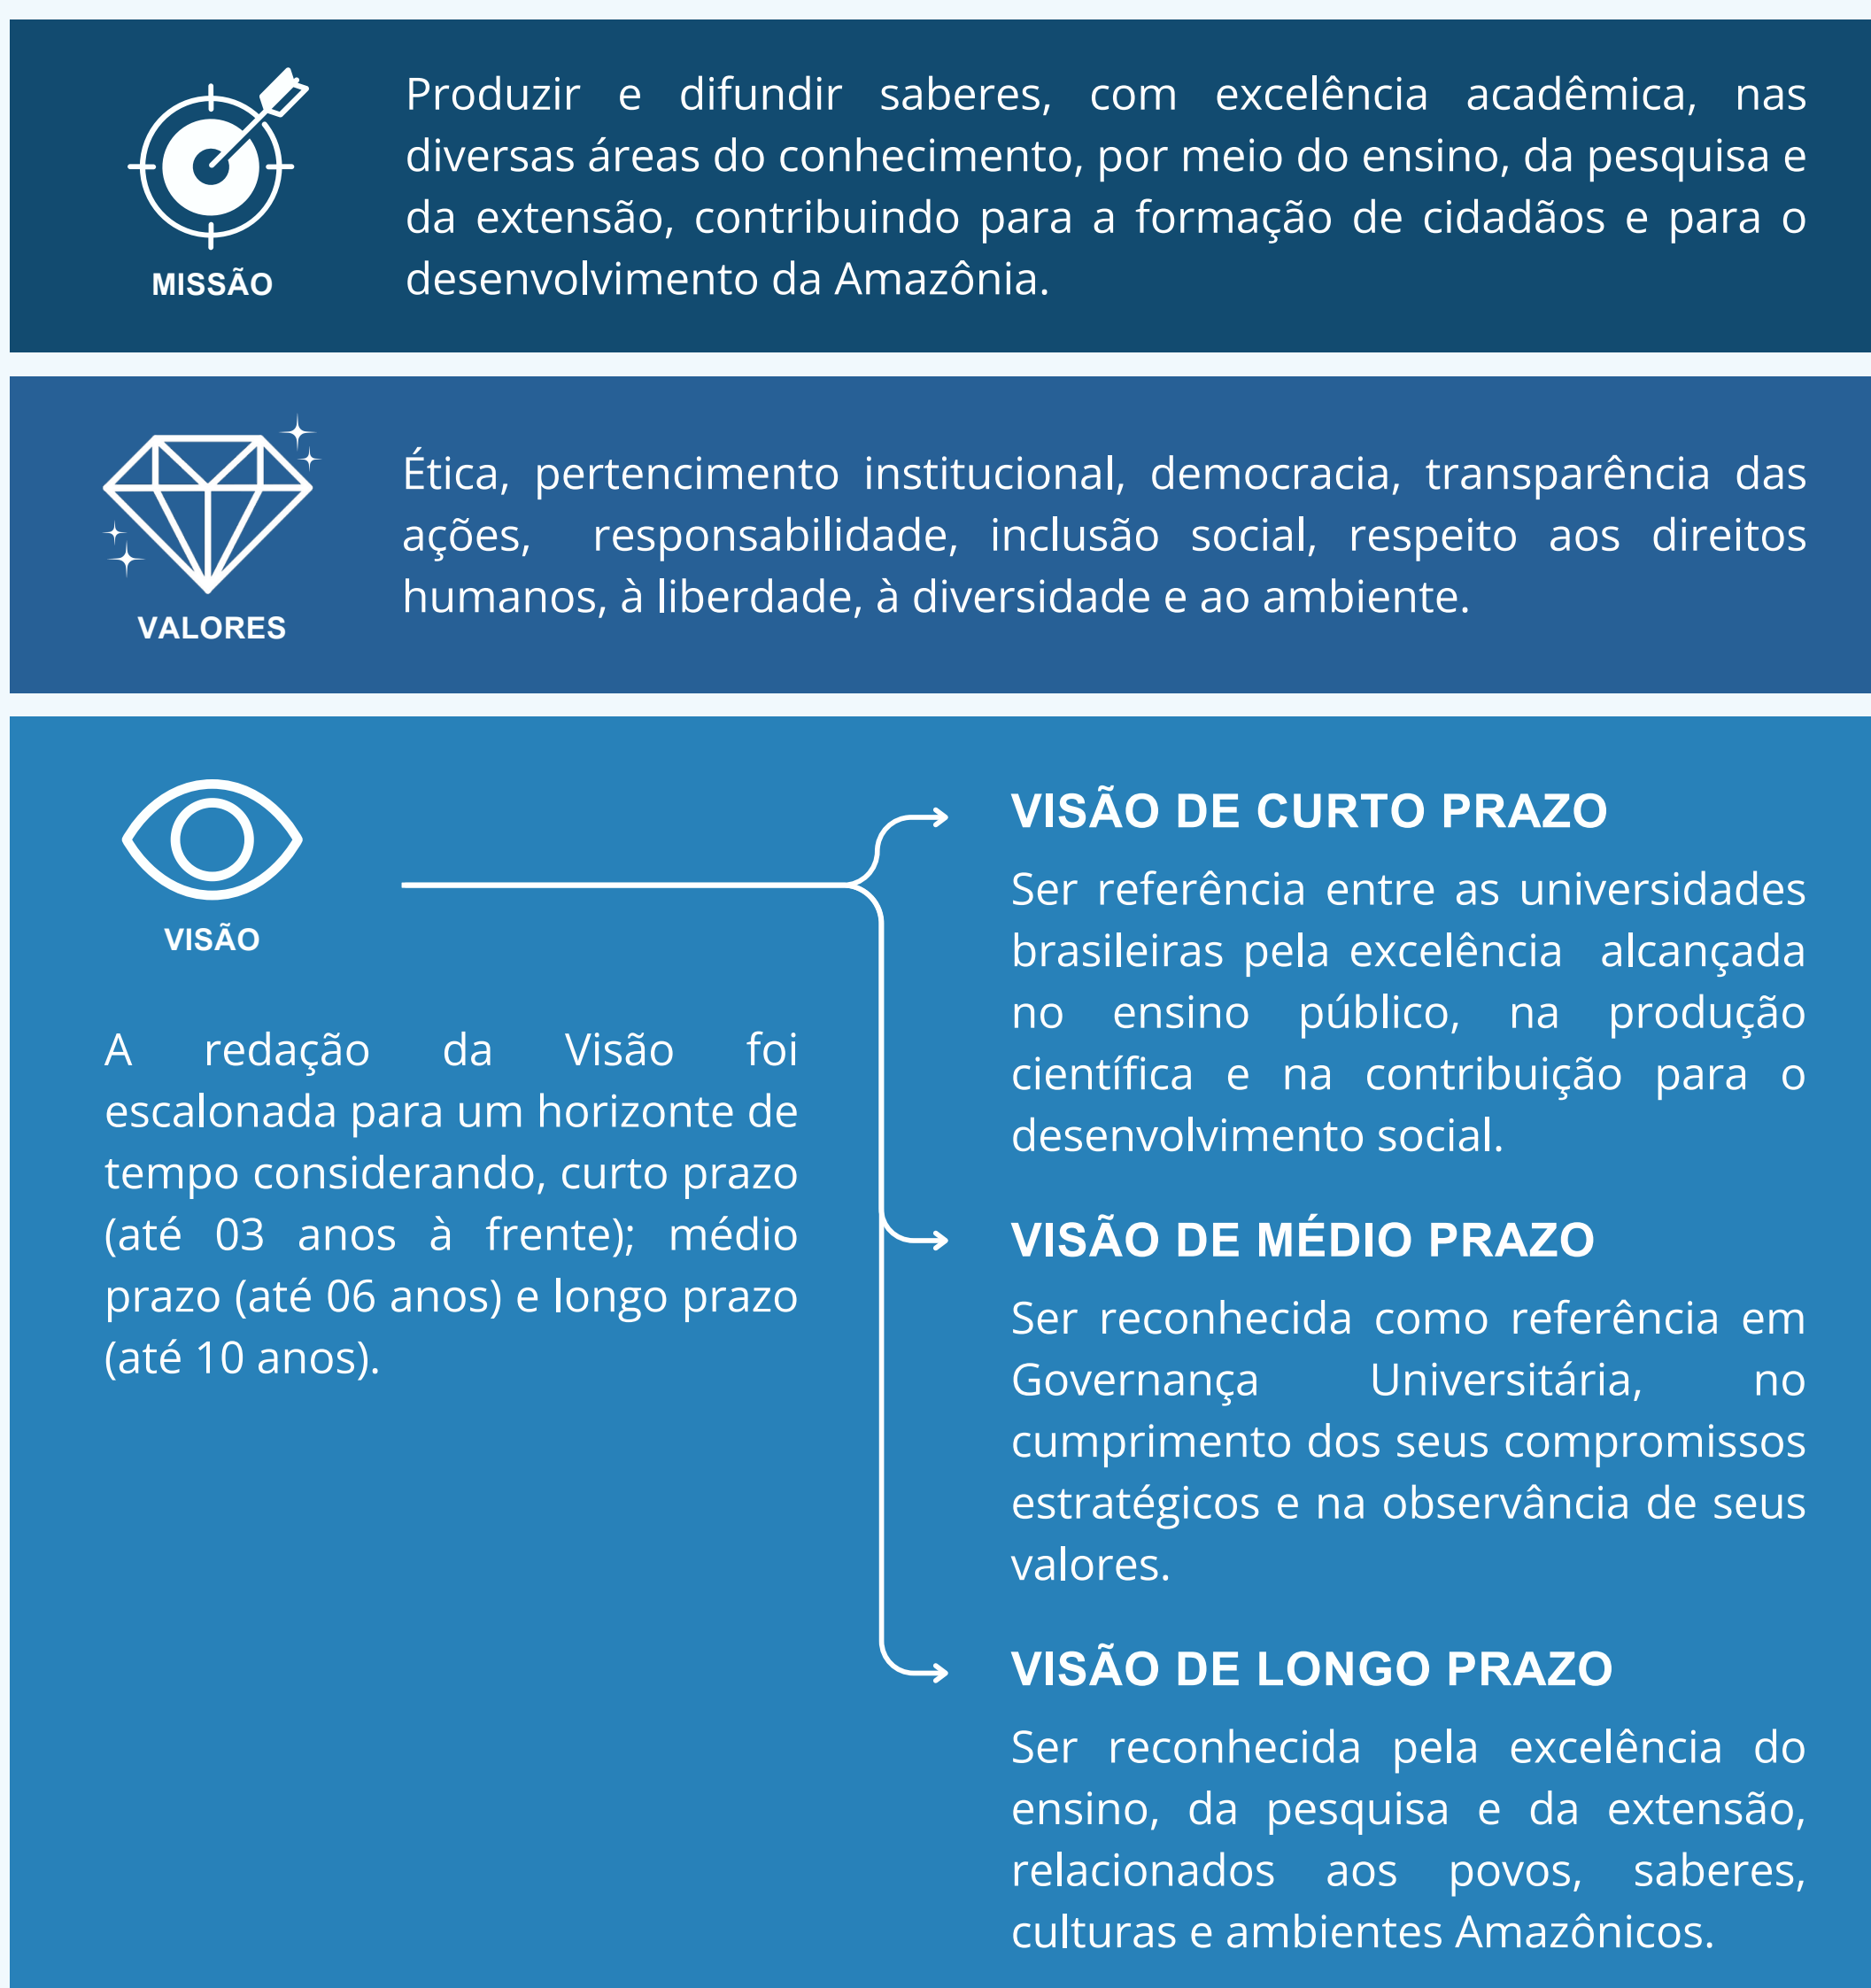 Produzir e difundir saberes, com excelência acadêmica, nas
diversas áreas do conhecimento, por meio do ensino, da pesquisa e
da extensão, contribuindo para a formação de cidadãos e para o
desenvolvimento da Amazônia.
MISSÃO
Ética, pertencimento institucional, democracia, transparência das
ações, responsabilidade, inclusão social, respeito aos direitos
humanos, à liberdade, à diversidade e ao ambiente.
VALORES
VISÃO
A redação da Visão foi
escalonada para um horizonte de
tempo considerando, curto prazo
(até 03 anos à frente); médio
prazo (até 06 anos) e longo prazo
(até 10 anos).
VISÃO DE CURTO PRAZO
Ser referência entre as universidades
brasileiras pela excelência alcançada
no ensino público, na produção
científica e na contribuição para o
desenvolvimento social.
VISÃO DE MÉDIO PRAZO
Ser reconhecida como referência em
Governança Universitária, no
cumprimento dos seus compromissos
estratégicos e na observância de seus
valores.
VISÃO DE LONGO PRAZO
Ser reconhecida pela excelência do
ensino, da pesquisa e da extensão,
relacionados aos povos, saberes,
culturas e ambientes Amazônicos.